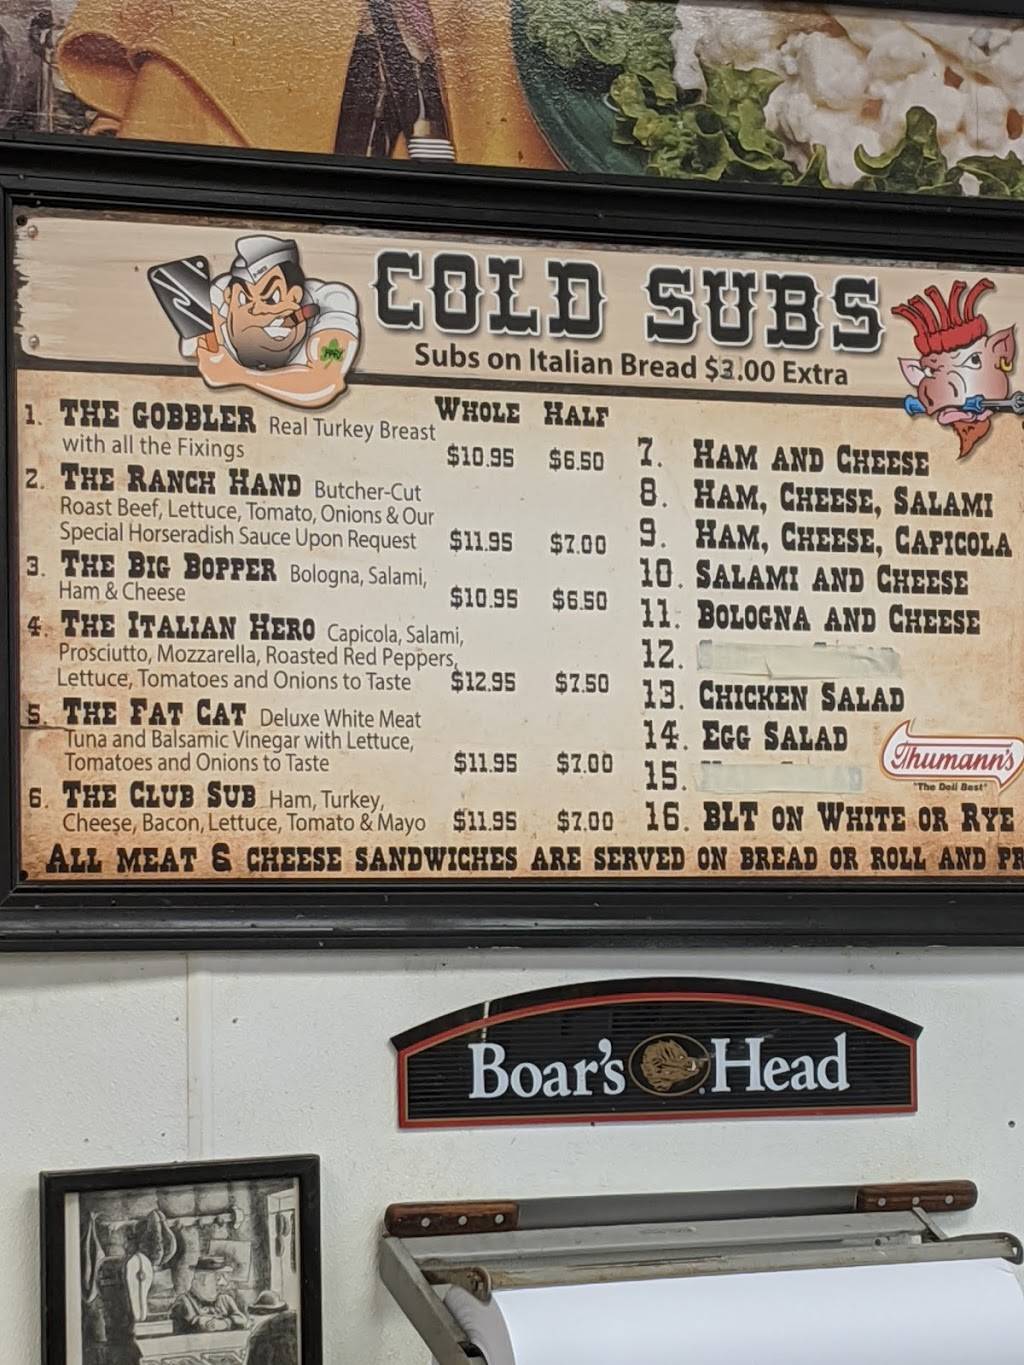 COLD SUBS
Subs on Italian Bread $3.00 Extra
WHOLE HALF
1. THE GOBBLER Real Turkey Breast
with all the Fixings $10.95 $6.50
2. THE RANCH HAND Butcher-Cut
Roast Beef, Lettuce, Tomato, Onions & Our
Special Horseradish Sauce Upon Request $11.95 $7.00
3. THE BIG BOPPER Bologna, Salami,
Ham & Cheese $10.95 $6.50
4. THE ITALIAN HERO Capicola, Salami,
Prosciutto, Mozzarella, Roasted Red Peppers,
Lettuce, Tomatoes and Onions to Taste $12.95 $7.50
5. THE FAT CAT Deluxe White Meat
Tuna and Balsamic Vinegar with Lettuce,
Tomatoes and Onions to Taste $11.95 $7.00
6. THE CLUB SUB Ham, Turkey,
Cheese, Bacon, Lettuce, Tomato & Mayo $11.95 $7.00
7. HAM AND CHEESE
8. HAM, CHEESE, SALAMI
9. HAM, CHEESE, CAPICOLA
10. SALAMI AND CHEESE
11. BOLOGNA AND CHEESE
12.
13. CHICKEN SALAD
14. EGG SALAD
15.
16. BLT ON WHITE OR RYE
Thumann's
"The Deli Best"
ALL MEAT & CHEESE SANDWICHES ARE SERVED ON BREAD OR ROLL AND PR
Boar's Head